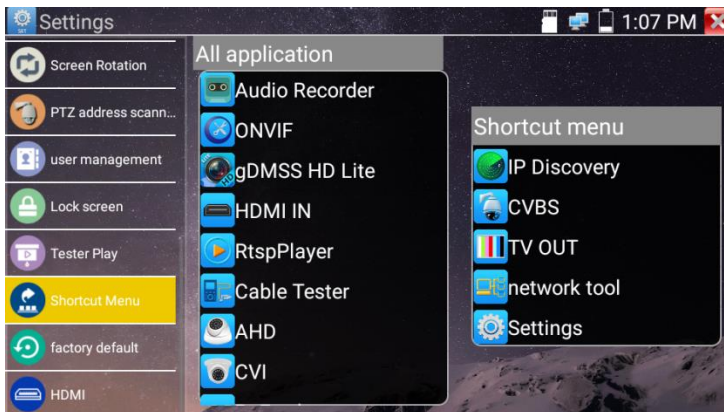 Settings
1:07 PM
Screen Rotation
PTZ address scann...
user management
Lock screen
Tester Play
Shortcut Menu
factory default
HDMI
All application
Audio Recorder
ONVIF
gDMSS HD Lite
HDMI IN
RtspPlayer
Cable Tester
AHD
CVI
Shortcut menu
IP Discovery
CVBS
TV OUT
network tool
Settings